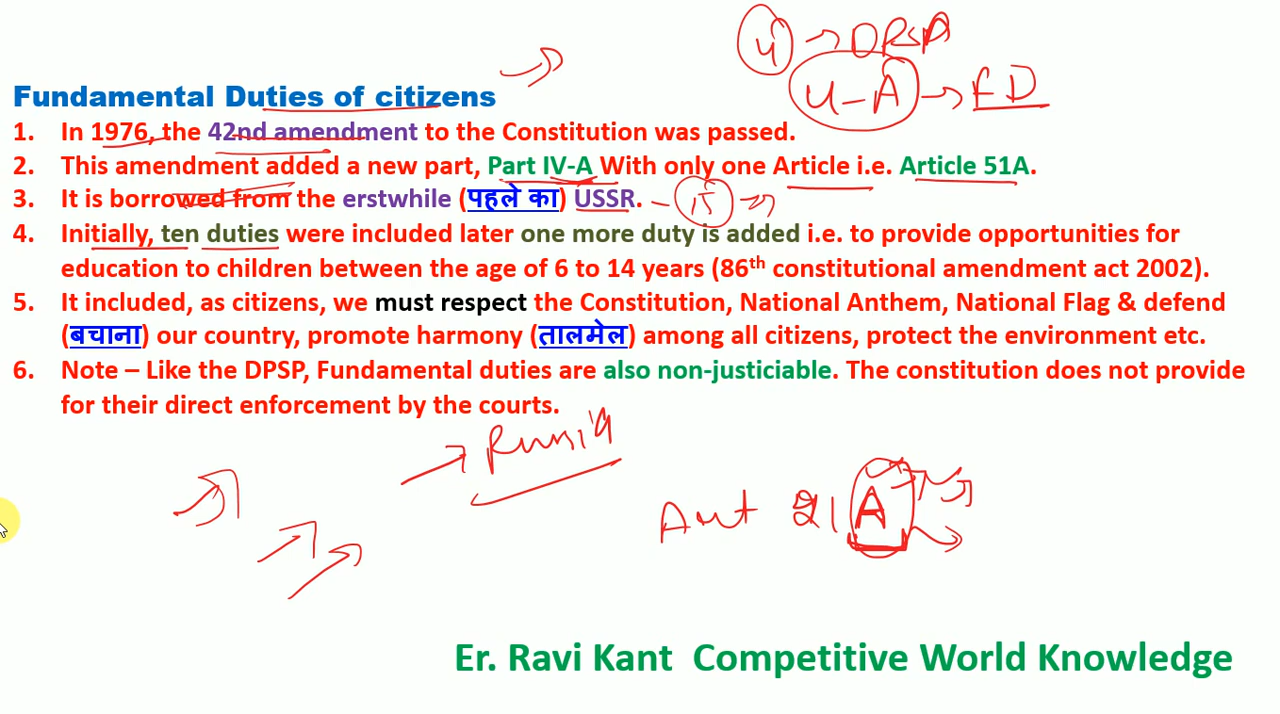 4 → DPSP
4-A → FD
Fundamental Duties of citizens
1. In 1976, the 42nd amendment to the Constitution was passed.
2. This amendment added a new part, Part IV-A With only one Article i.e. Article 51A.
3. It is borrowed from the erstwhile (पहले का) USSR. - 15
4. Initially, ten duties were included later one more duty is added i.e. to provide opportunities for
education to children between the age of 6 to 14 years (86th constitutional amendment act 2002).
5. It included, as citizens, we must respect the Constitution, National Anthem, National Flag & defend
(बचाना) our country, promote harmony (तालमेल) among all citizens, protect the environment etc.
6. Note – Like the DPSP, Fundamental duties are also non-justiciable. The constitution does not provide
for their direct enforcement by the courts.
→ Russia
Art 21A
Er. Ravi Kant Competitive World Knowledge